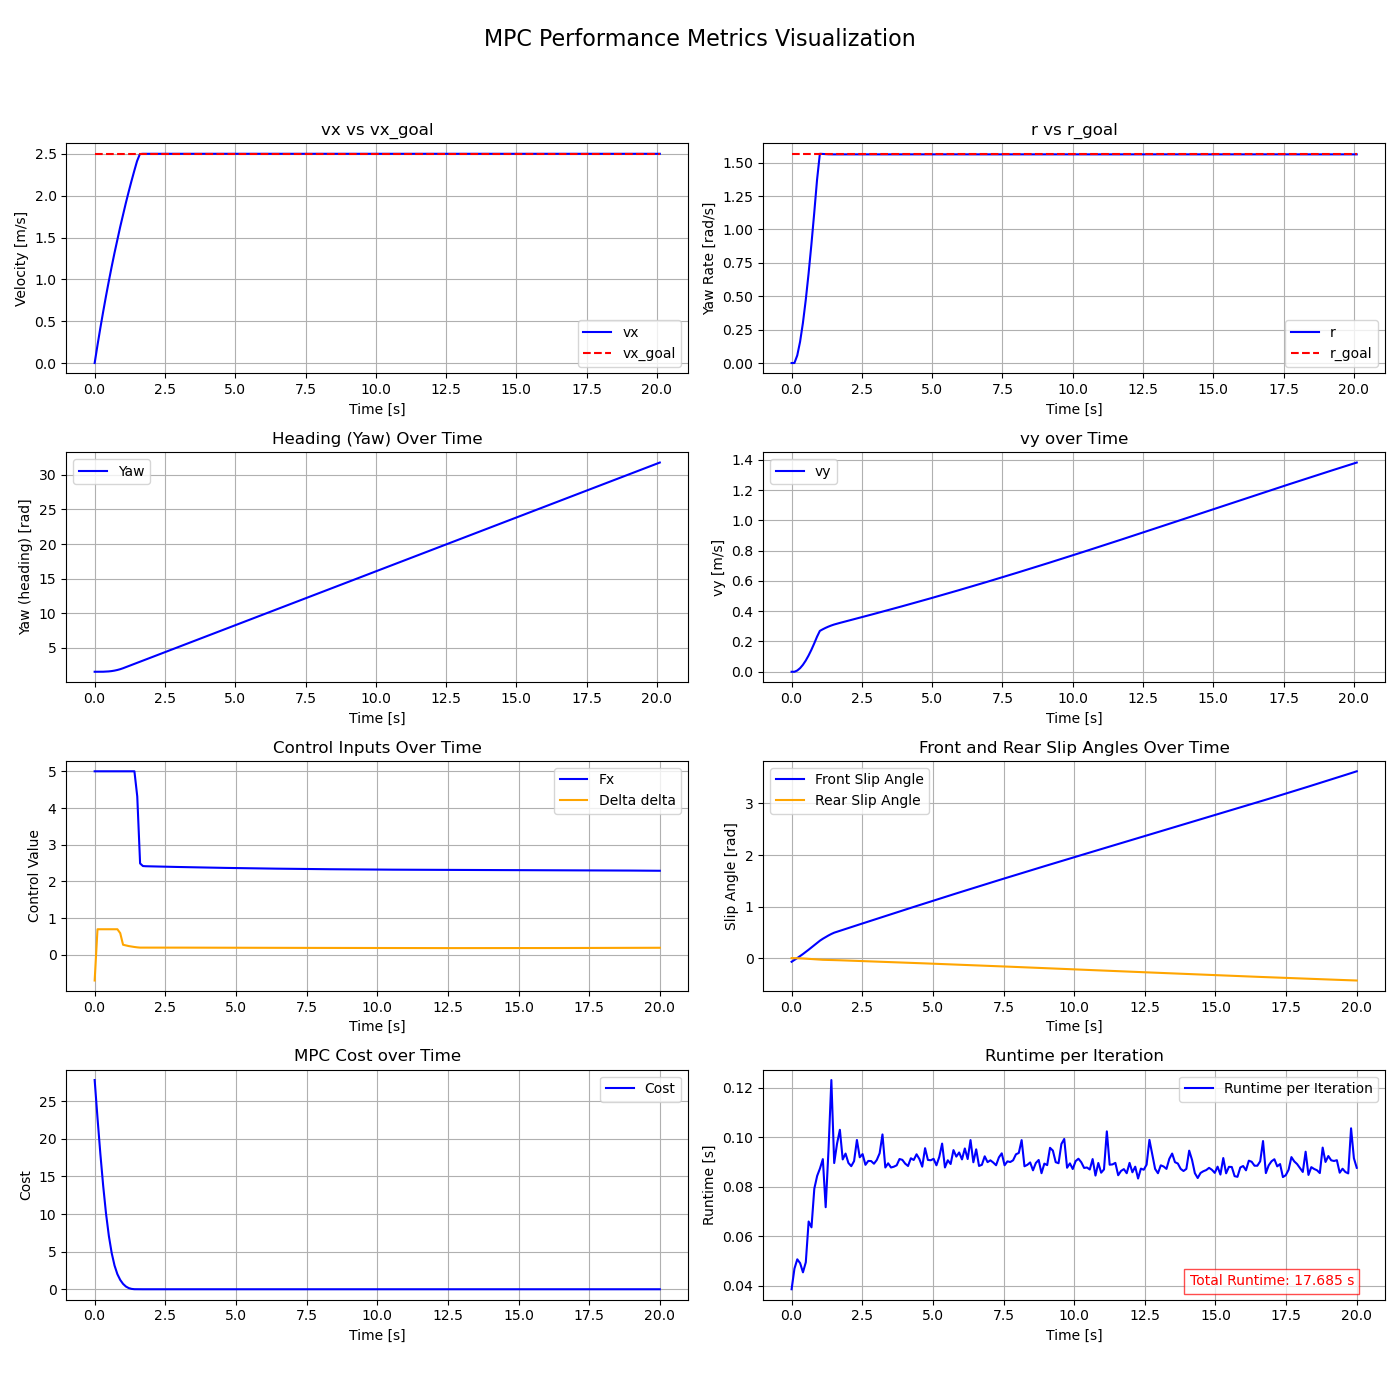 MPC Performance Metrics Visualization
vx vs vx_goal
Velocity [m/s]
2.5
2.0
1.5
1.0
0.5
0.0
vx
vx_goal
0.0 2.5 5.0 7.5 10.0 12.5 15.0 17.5 20.0
Time [s]
r vs r_goal
Yaw Rate [rad/s]
1.50
1.25
1.00
0.75
0.50
0.25
0.00
r
r_goal
0.0 2.5 5.0 7.5 10.0 12.5 15.0 17.5 20.0
Time [s]
Heading (Yaw) Over Time
Yaw (heading) [rad]
Yaw
30
25
20
15
10
5
0.0 2.5 5.0 7.5 10.0 12.5 15.0 17.5 20.0
Time [s]
vy over Time
vy [m/s]
vy
1.4
1.2
1.0
0.8
0.6
0.4
0.2
0.0
0.0 2.5 5.0 7.5 10.0 12.5 15.0 17.5 20.0
Time [s]
Control Inputs Over Time
Control Value
Fx
Delta delta
5
4
3
2
1
0
0.0 2.5 5.0 7.5 10.0 12.5 15.0 17.5 20.0
Time [s]
Front and Rear Slip Angles Over Time
Slip Angle [rad]
Front Slip Angle
Rear Slip Angle
3
2
1
0
0.0 2.5 5.0 7.5 10.0 12.5 15.0 17.5 20.0
Time [s]
MPC Cost over Time
Cost
Cost
25
20
15
10
5
0
0.0 2.5 5.0 7.5 10.0 12.5 15.0 17.5 20.0
Time [s]
Runtime per Iteration
Runtime [s]
Runtime per Iteration
0.12
0.10
0.08
0.06
0.04
Total Runtime: 17.685 s
0.0 2.5 5.0 7.5 10.0 12.5 15.0 17.5 20.0
Time [s]